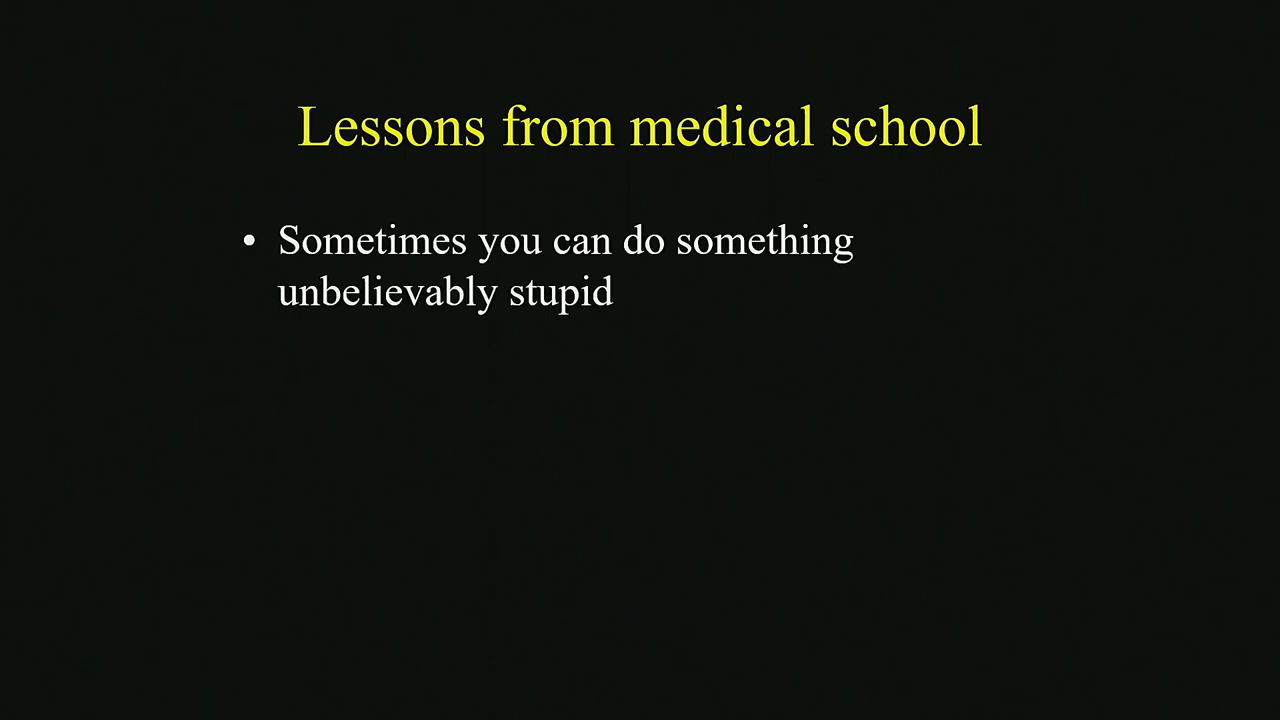 Lessons from medical school
• Sometimes you can do something
unbelievably stupid